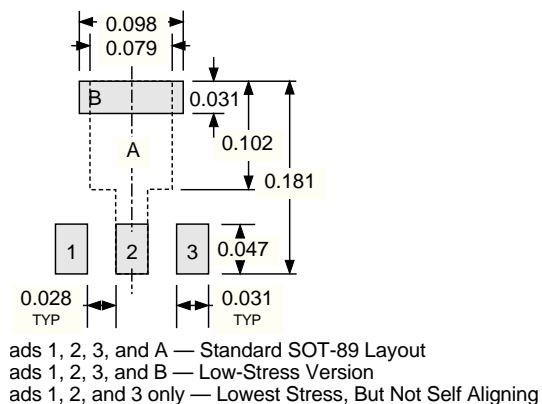 0.098
0.079
B
0.031
A
0.102
0.181
1
2
3
0.047
0.028
TYP
0.031
TYP
ads 1, 2, 3, and A — Standard SOT-89 Layout
ads 1, 2, 3, and B — Low-Stress Version
ads 1, 2, and 3 only — Lowest Stress, But Not Self Aligning